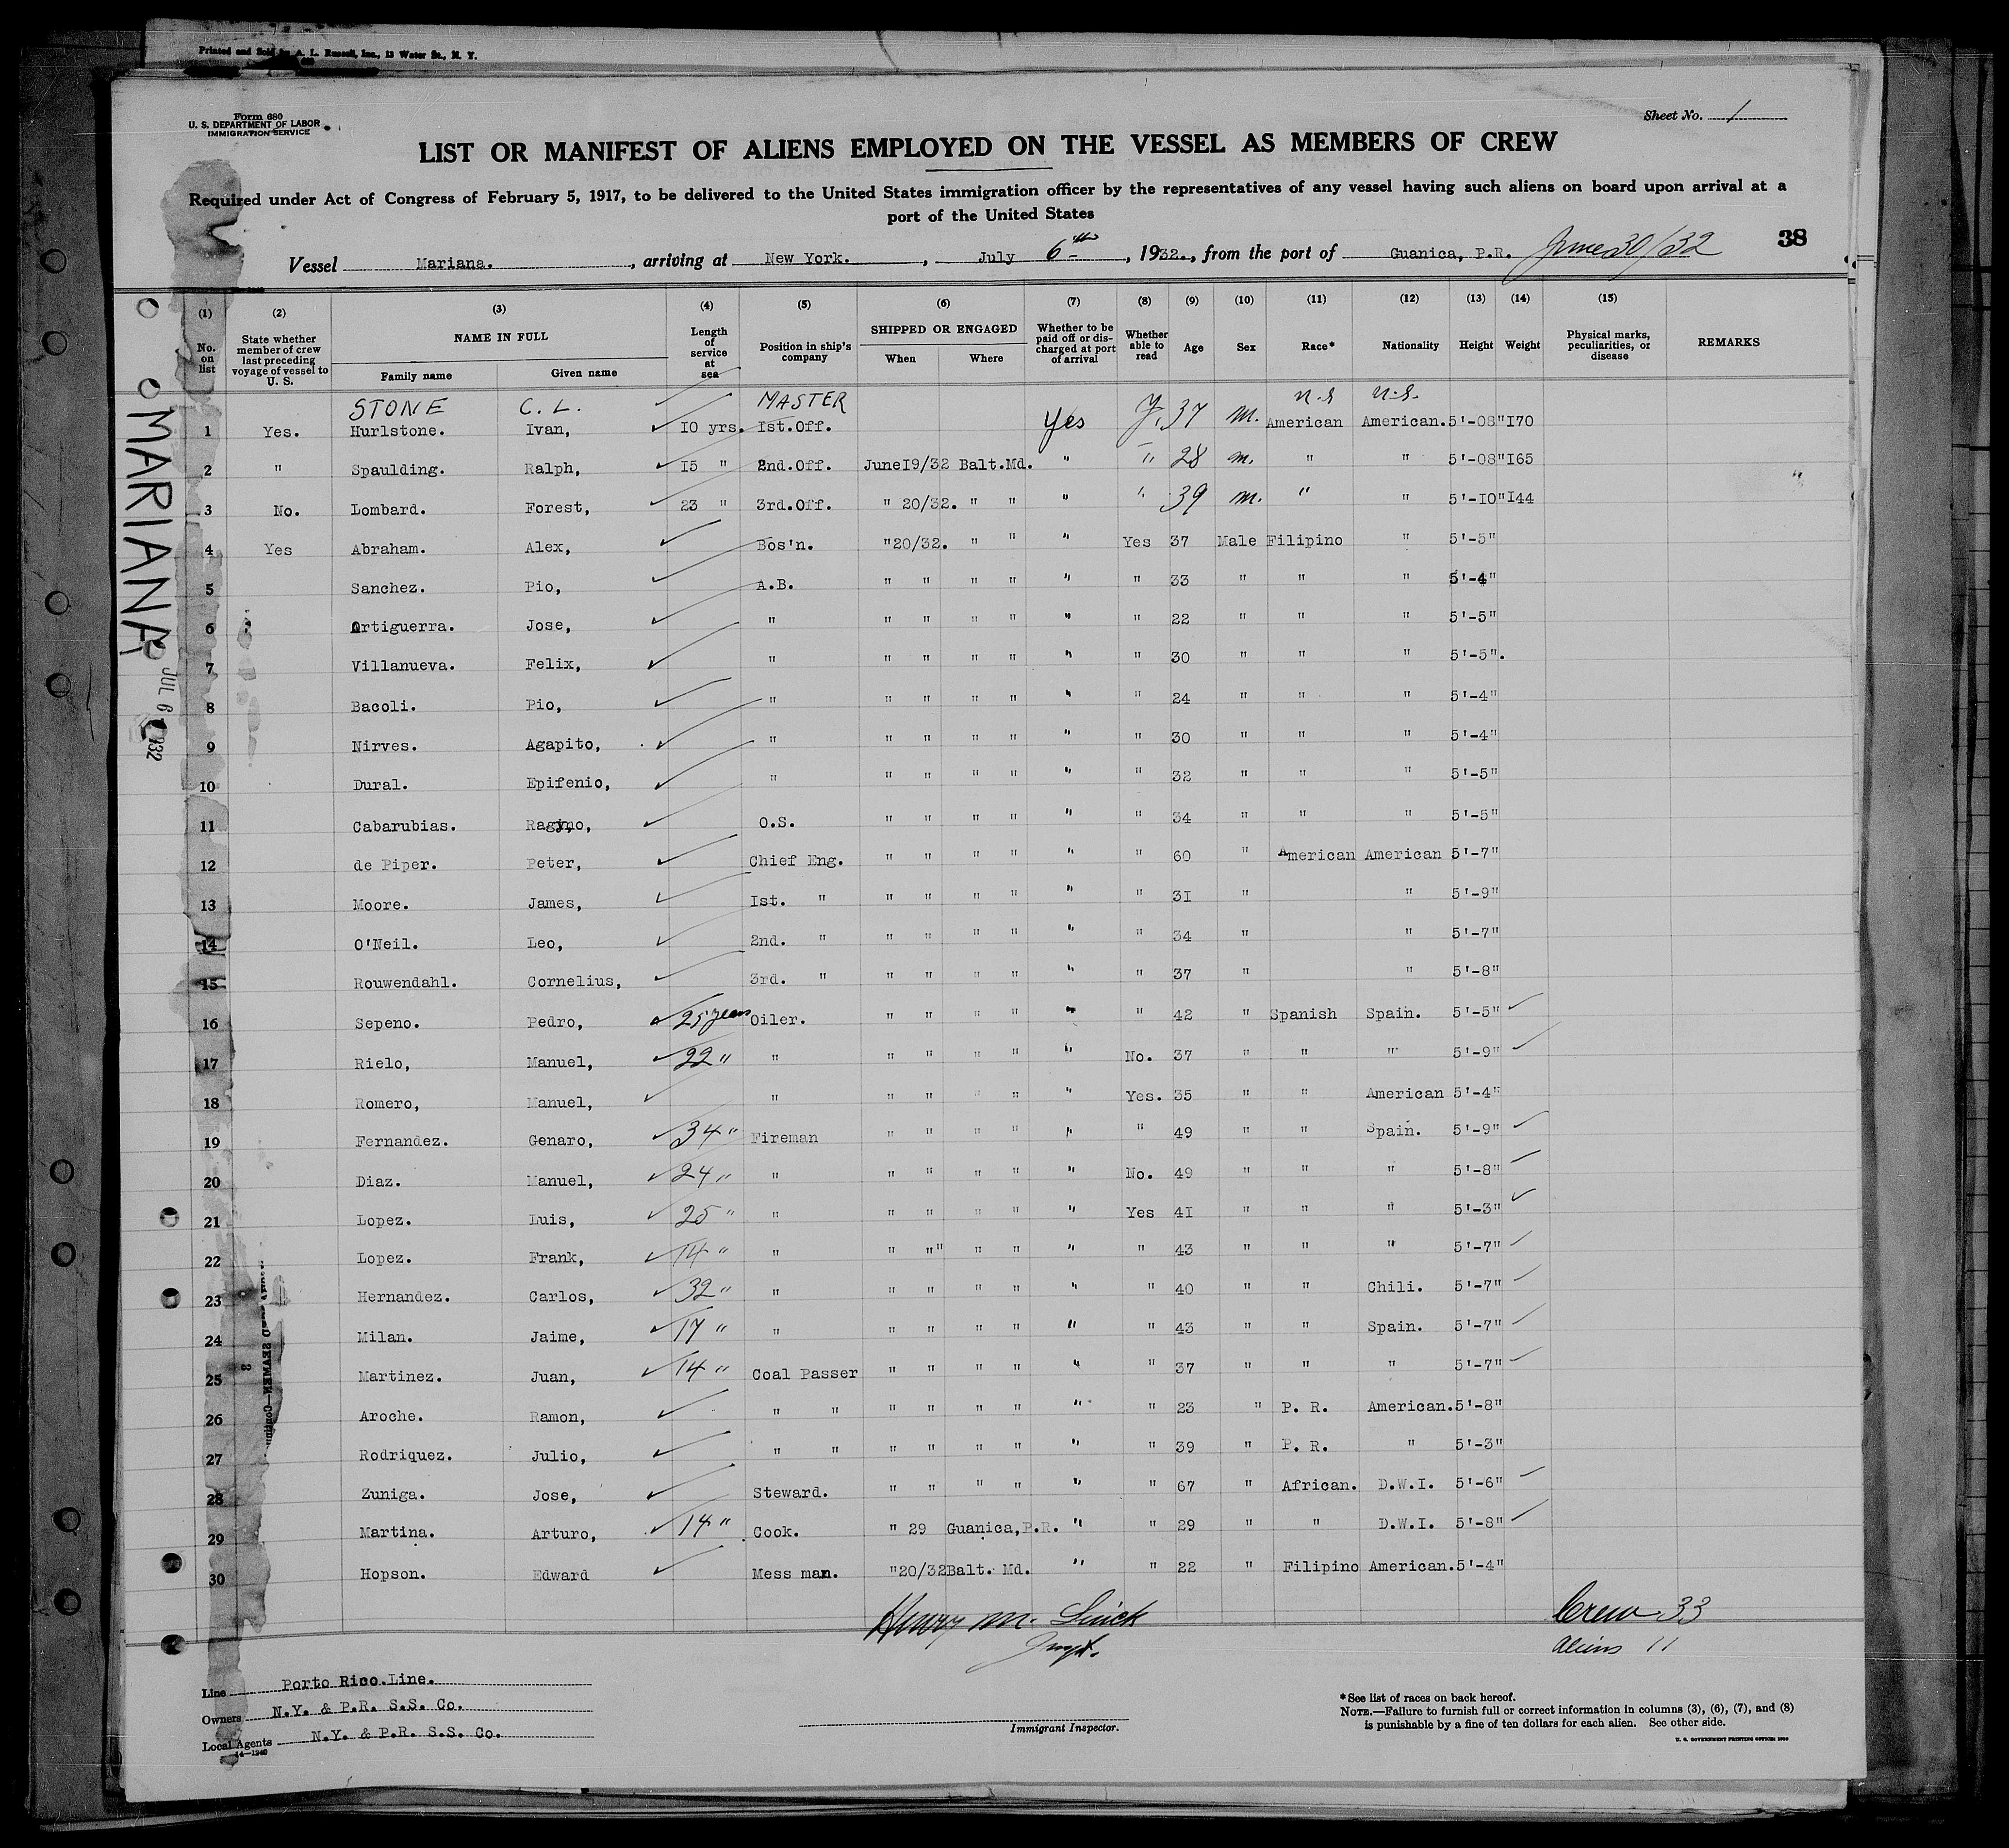 Printed and Sold by A. L. Russell, Inc., 13 Water St., N. Y.
Form 680
U. S. DEPARTMENT OF LABOR
IMMIGRATION SERVICE
Sheet No. 1
LIST OR MANIFEST OF ALIENS EMPLOYED ON THE VESSEL AS MEMBERS OF CREW
Required under Act of Congress of February 5, 1917, to be delivered to the United States immigration officer by the representatives of any vessel having such aliens on board upon arrival at a
port of the United States
38
Vessel Mariana., arriving at New York., July 6th, 1932., from the port of Guanica, P.R. June 30/32
(1) (2) (3) (4) (5) (6) (7) (8) (9) (10) (11) (12) (13) (14) (15)
No. on list
State whether member of crew last preceding voyage of vessel to U. S.
NAME IN FULL
Family name Given name
Length of service at sea
Position in ship's company
SHIPPED OR ENGAGED
When Where
Whether to be paid off or discharged at port of arrival
Whether able to read
Age
Sex
Race*
Nationality
Height
Weight
Physical marks, peculiarities, or disease
REMARKS
STONE C. L. MASTER n.s n.s.
1 Yes. Hurlstone. Ivan, 10 yrs. Ist.Off. Yes Y. 37 m. American American. 5'-08" I70
2 " Spaulding. Ralph, I5 " 2nd.Off. JuneI9/32 Balt.Md. " " 28 m. " " 5'-08" I65
3 No. Lombard. Forest, 23 " 3rd.Off. " 20/32. " " " " 39 m. " " 5'-IO" I44
4 Yes Abraham. Alex, Bos'n. "20/32. " " " Yes 37 Male Filipino " 5'-5"
5 Sanchez. Pio, A.B. " " " " " " 33 " " " 5'-4"
6 Ortiguerra. Jose, " " " " " " " 22 " " " 5'-5"
7 Villanueva. Felix, " " " " " " " 30 " " " 5'-5".
8 Bacoli. Pio, " " " " " " " 24 " " " 5'-4"
9 Nirves. Agapito, " " " " " " " 30 " " " 5'-4"
10 Dural. Epifenio, " " " " " " " 32 " " " 5'-5"
11 Cabarubias. O.S. " " " " " " 34 " " " 5'-5"
12 de Piper. Peter, Chief Eng. " " " " " " 60 " American American 5'-7"
13 Moore. James, Ist. " " " " " " " 3I " " 5'-9"
14 O'Neil. Leo, 2nd. " " " " " " " 34 " " 5'-7"
15 Rouwendahl. Cornelius, 3rd. " " " " " " " 37 " " 5'-8"
16 Sepeno. Pedro, 25 years Oiler. " " " " " " 42 " Spanish Spain. 5'-5"
17 Rielo, Manuel, 22 " " " " " " " No. 37 " " " 5'-9"
18 Romero, Manuel, " " " " " " Yes. 35 " " American 5'-4"
19 Fernandez. Genaro, 34 " Fireman " " " " " " 49 " " Spain. 5'-9"
20 Diaz. Manuel, 24 " " " " " " " No. 49 " " " 5'-8"
21 Lopez. Luis, 25 " " " " " " " Yes 4I " " " 5'-3"
22 Lopez. Frank, 14 " " " "" " " " " 43 " " " 5'-7"
23 Hernandez. Carlos, 32 " " " " " " " " 40 " " Chili. 5'-7"
24 Milan. Jaime, 17 " " " " " " " " 43 " " Spain. 5'-7"
25 Martinez. Juan, 14 " Coal Passer " " " " " " 37 " " " 5'-7"
26 Aroche. Ramon, " " " " " " " " 23 " P. R. American. 5'-8"
27 Rodriquez. Julio, " " " " " " " " 39 " P. R. " 5'-3"
28 Zuniga. Jose, Steward. " " " " " " 67 " African. D.W.I. 5'-6"
29 Martina. Arturo, 14 " Cook. " 29 Guanica,P.R. " " 29 " " D.W.I. 5'-8"
30 Hopson. Edward Mess man. "20/32 Balt. Md. " " 22 " Filipino American. 5'-4"
MARIANA
JUL 6 1932
Henry M.
Crew 33
Aliens 11
Line Porto Rico.Line.
Owners N.Y. & P.R. S.S. Co.
Local Agents N.Y. & P.R. S.S. Co.
14—1240
Immigrant Inspector.
*See list of races on back hereof.
NOTE.—Failure to furnish full or correct information in columns (3), (6), (7), and (8)
is punishable by a fine of ten dollars for each alien. See other side.